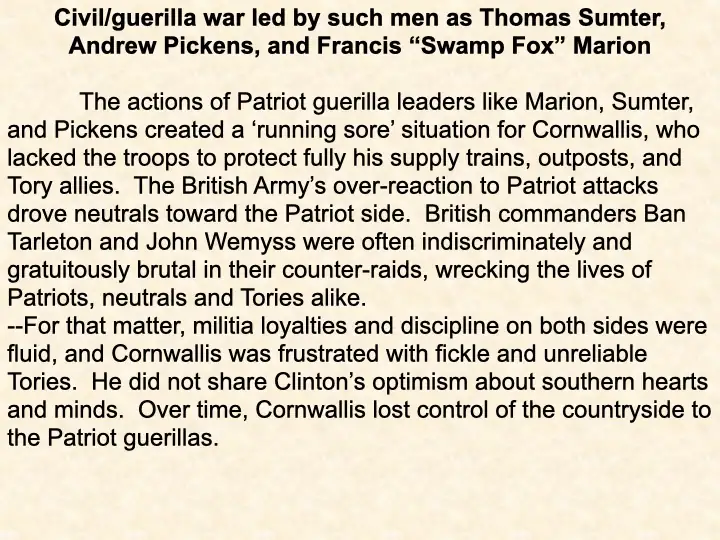 Civil/guerilla war led by such men as Thomas Sumter,
Andrew Pickens, and Francis “Swamp Fox” Marion
The actions of Patriot guerilla leaders like Marion, Sumter,
and Pickens created a ‘running sore’ situation for Cornwallis, who
lacked the troops to protect fully his supply trains, outposts, and
Tory allies.  The British Army’s over-reaction to Patriot attacks
drove neutrals toward the Patriot side.  British commanders Ban
Tarleton and John Wemyss were often indiscriminately and
gratuitously brutal in their counter-raids, wrecking the lives of
Patriots, neutrals and Tories alike.
--For that matter, militia loyalties and discipline on both sides were
fluid, and Cornwallis was frustrated with fickle and unreliable
Tories.  He did not share Clinton’s optimism about southern hearts
and minds.  Over time, Cornwallis lost control of the countryside to
the Patriot guerillas.